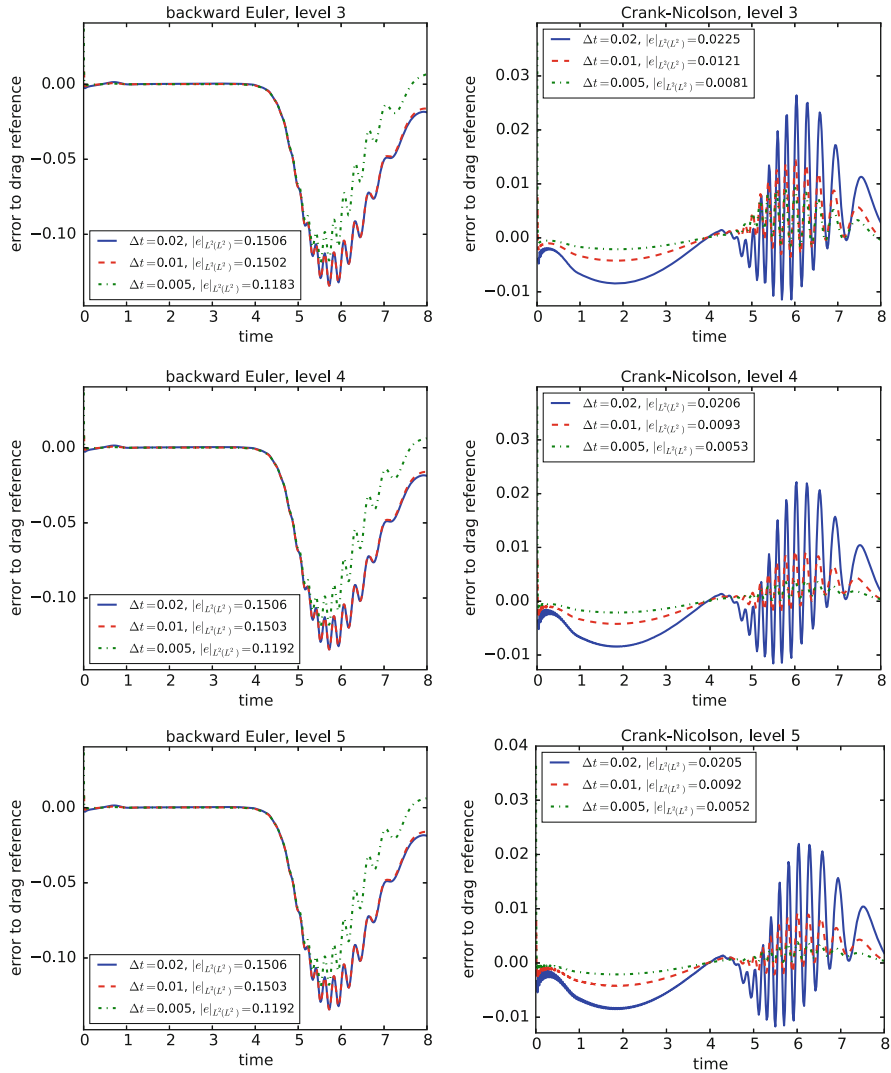 backward Euler, level 3
error to drag reference
0.00
−0.05
−0.10
Δt=0.02, |e|_{L²(L²)}=0.1506
Δt=0.01, |e|_{L²(L²)}=0.1502
Δt=0.005, |e|_{L²(L²)}=0.1183
0 1 2 3 4 5 6 7 8
time
Crank-Nicolson, level 3
error to drag reference
0.03
0.02
0.01
0.00
−0.01
Δt=0.02, |e|_{L²(L²)}=0.0225
Δt=0.01, |e|_{L²(L²)}=0.0121
Δt=0.005, |e|_{L²(L²)}=0.0081
0 1 2 3 4 5 6 7 8
time
backward Euler, level 4
error to drag reference
0.00
−0.05
−0.10
Δt=0.02, |e|_{L²(L²)}=0.1506
Δt=0.01, |e|_{L²(L²)}=0.1503
Δt=0.005, |e|_{L²(L²)}=0.1192
0 1 2 3 4 5 6 7 8
time
Crank-Nicolson, level 4
error to drag reference
0.03
0.02
0.01
0.00
−0.01
Δt=0.02, |e|_{L²(L²)}=0.0206
Δt=0.01, |e|_{L²(L²)}=0.0093
Δt=0.005, |e|_{L²(L²)}=0.0053
0 1 2 3 4 5 6 7 8
time
backward Euler, level 5
error to drag reference
0.00
−0.05
−0.10
Δt=0.02, |e|_{L²(L²)}=0.1506
Δt=0.01, |e|_{L²(L²)}=0.1503
Δt=0.005, |e|_{L²(L²)}=0.1192
0 1 2 3 4 5 6 7 8
time
Crank-Nicolson, level 5
error to drag reference
0.04
0.03
0.02
0.01
0.00
−0.01
Δt=0.02, |e|_{L²(L²)}=0.0205
Δt=0.01, |e|_{L²(L²)}=0.0092
Δt=0.005, |e|_{L²(L²)}=0.0052
0 1 2 3 4 5 6 7 8
time